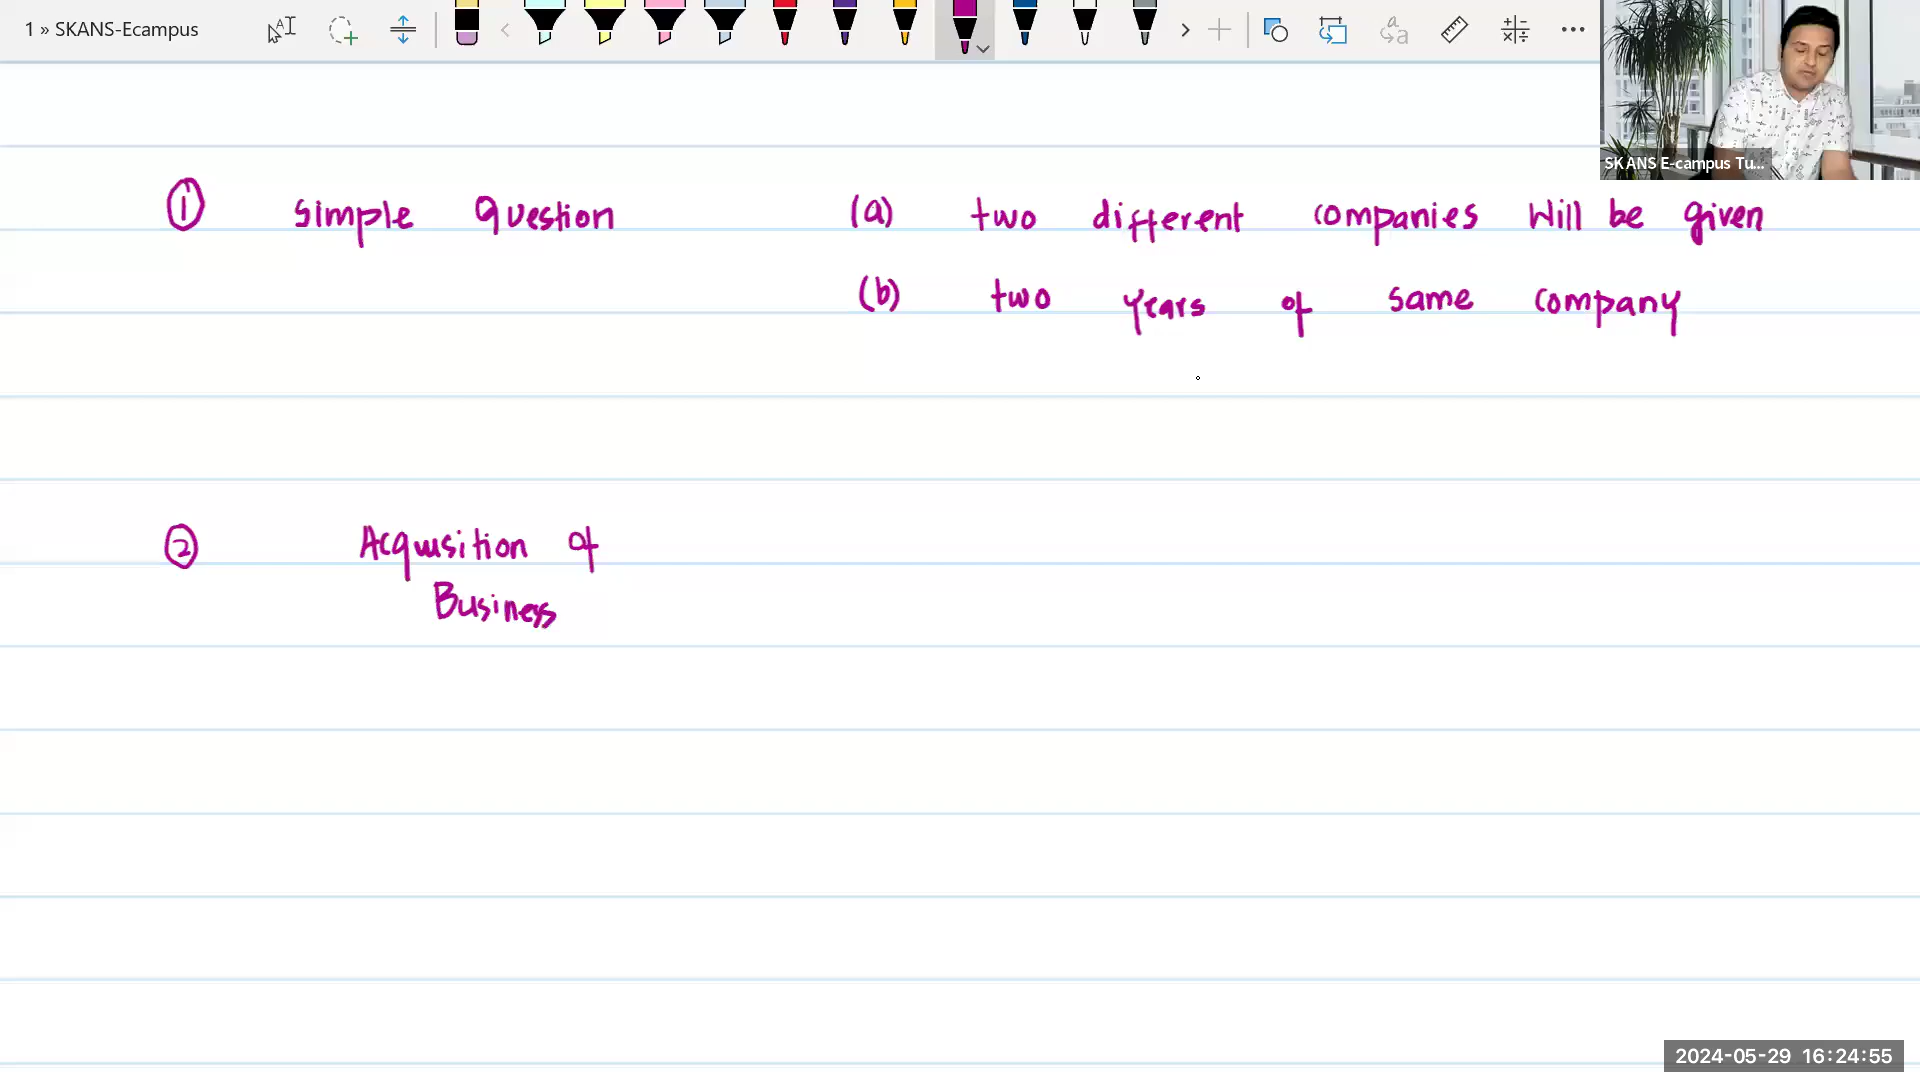 1 » SKANS-Ecampus
SKANS E-campus Tu...
① Simple Question (a) two different companies Will be given
(b) two years of same company
② Acquisition of
Business
2024-05-29 16:24:55